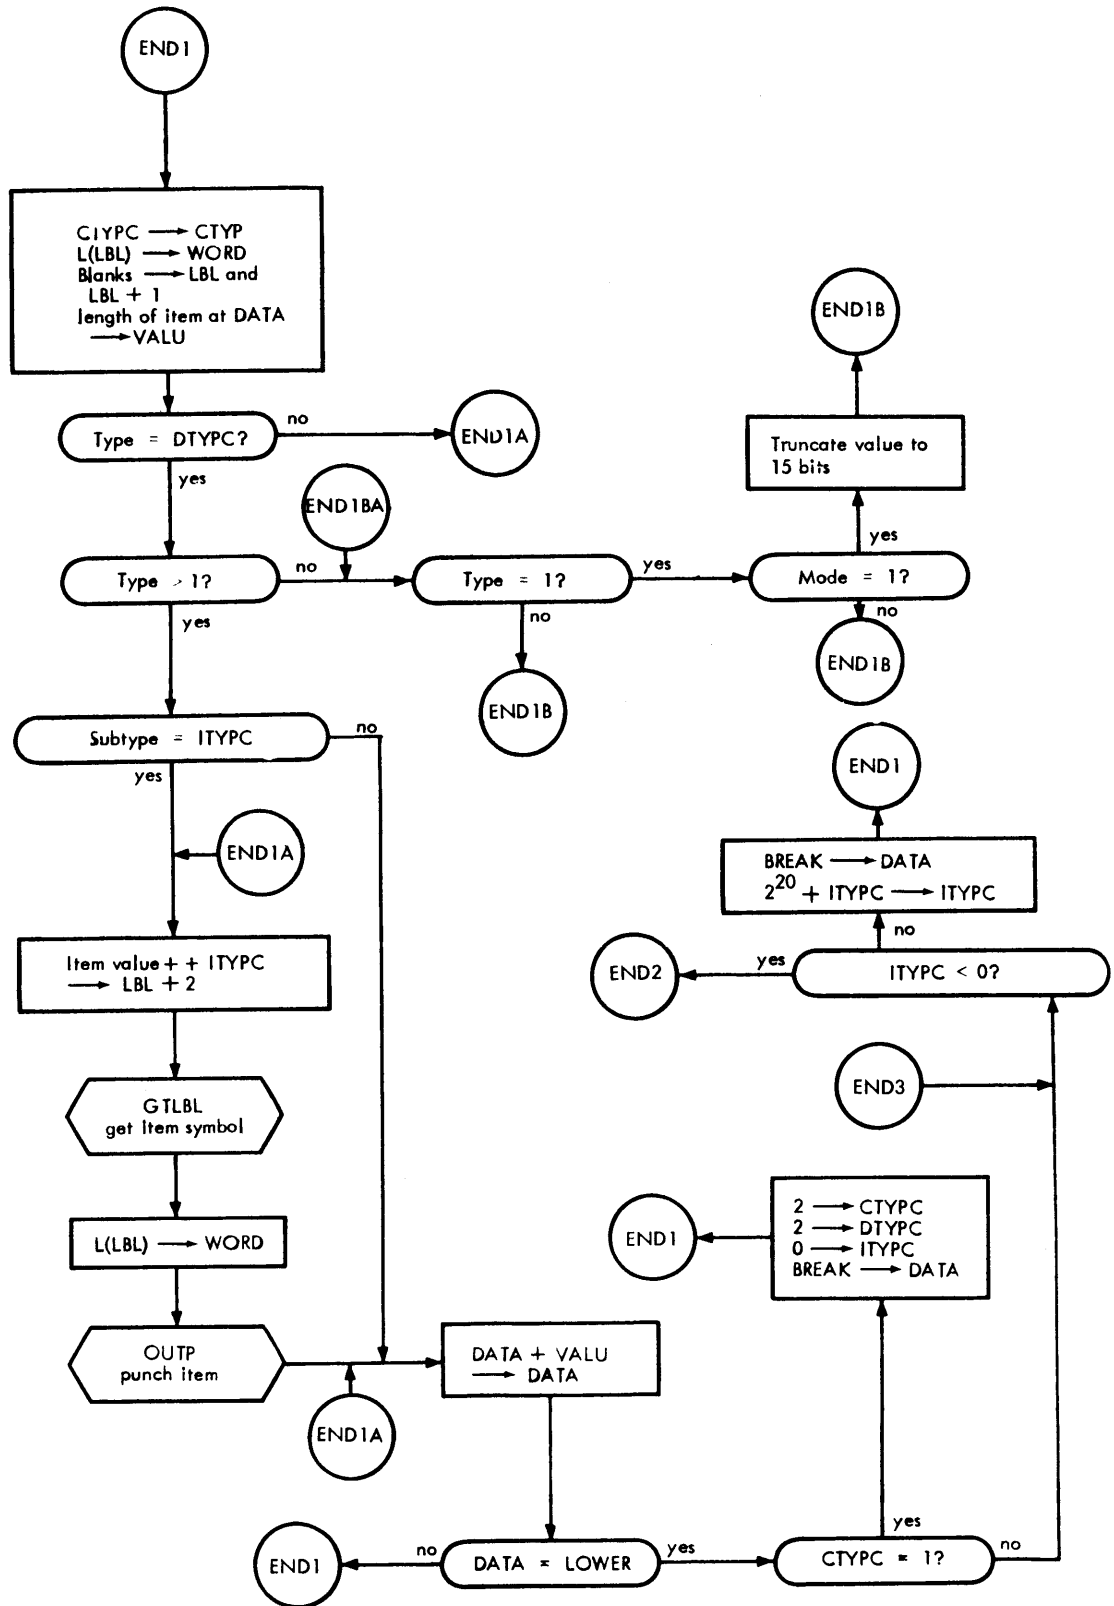 END1
CTYPC → CTYP
L(LBL) → WORD
Blanks → LBL and
LBL + 1
length of item at DATA
→ VALU
Type = DTYPC?
no
END1A
yes
END1BA
Type > 1?
no
Type = 1?
yes
Mode = 1?
yes
Truncate value to
15 bits
END1B
no
END1B
no
END1B
yes
Subtype = ITYPC
no
yes
END1A
Item value + + ITYPC
→ LBL + 2
GTLBL
get item symbol
L(LBL) → WORD
OUTP
punch item
END1A
DATA + VALU
→ DATA
DATA = LOWER
no
END1
yes
CTYPC = 1?
yes
no
2 → CTYPC
2 → DTYPC
0 → ITYPC
BREAK → DATA
END1
END3
ITYPC < 0?
yes
END2
no
BREAK → DATA
2^20 + ITYPC → ITYPC
END1